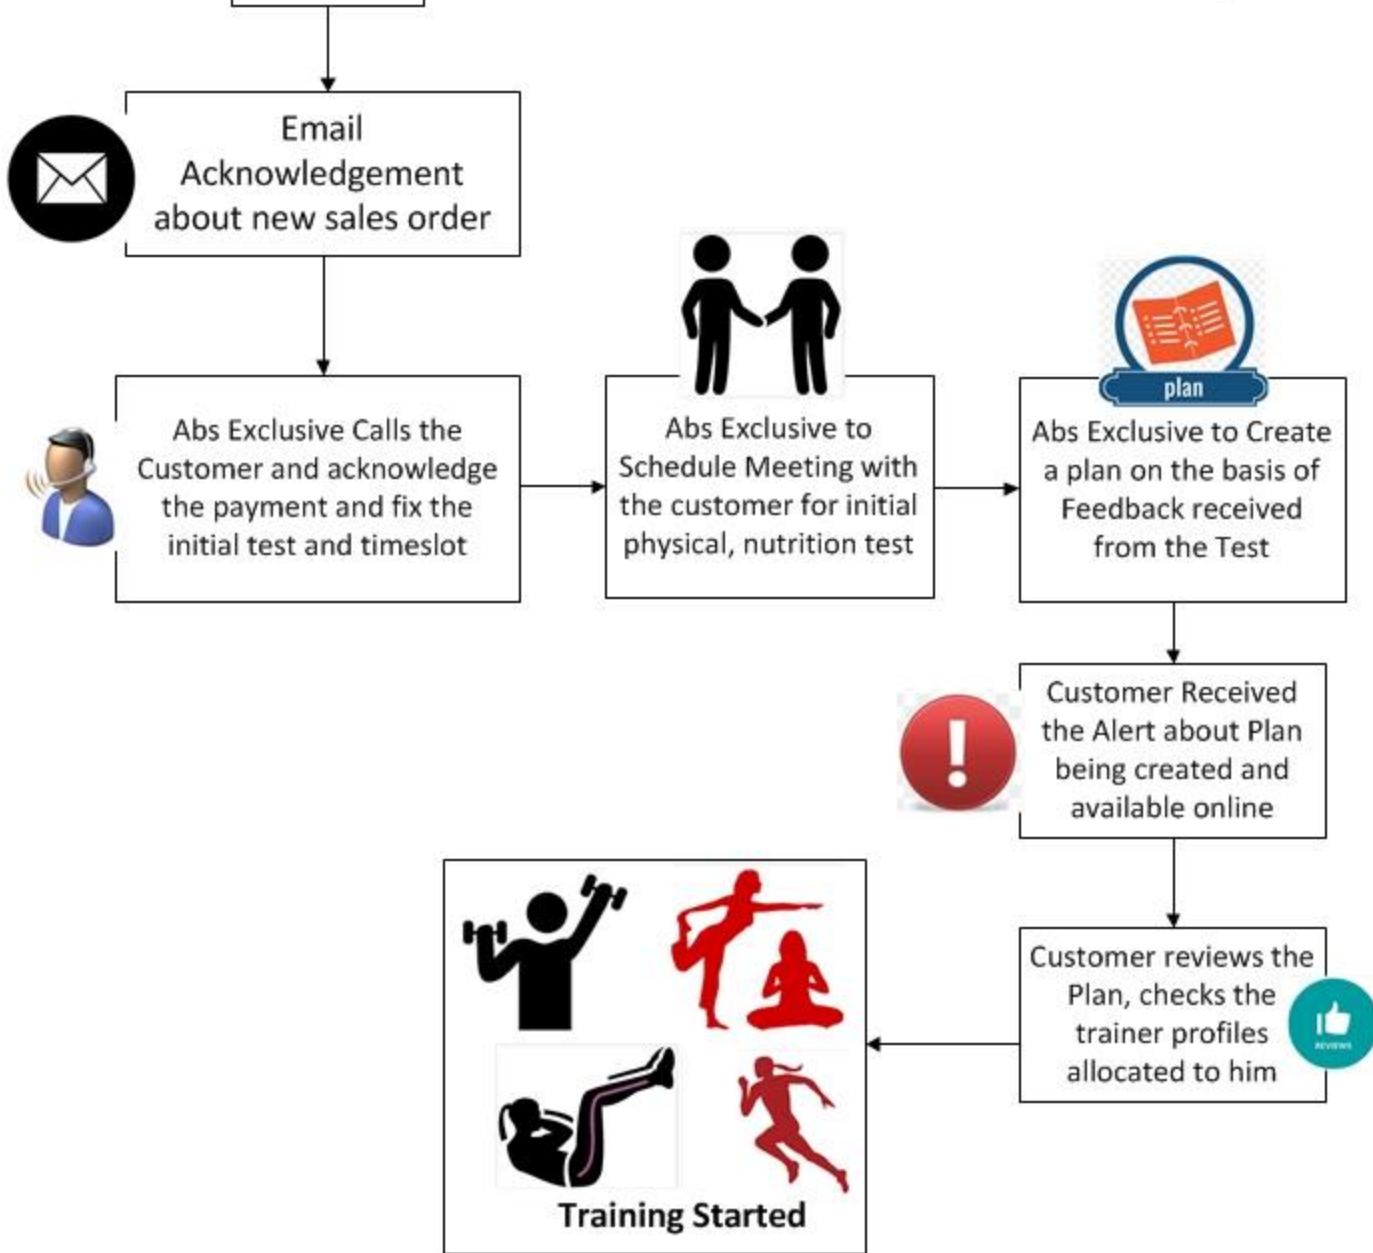 Email
Acknowledgement
about new sales order
Abs Exclusive Calls the
Customer and acknowledge
the payment and fix the
initial test and timeslot
Abs Exclusive to
Schedule Meeting with
the customer for initial
physical, nutrition test
plan
Abs Exclusive to Create
a plan on the basis of
Feedback received
from the Test
Customer Received
the Alert about Plan
being created and
available online
Customer reviews the
Plan, checks the
trainer profiles
allocated to him
REVIEWS
Training Started